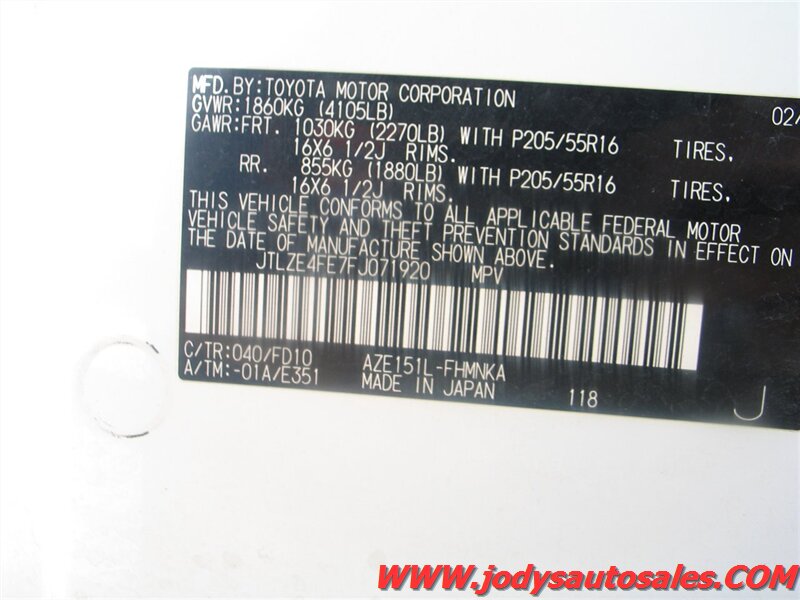 MFD.BY:TOYOTA MOTOR CORPORATION 02/
GVWR:1860KG (4105LB)
GAWR:FRT. 1030KG (2270LB) WITH P205/55R16 TIRES,
16X6 1/2J RIMS.
RR. 855KG (1880LB) WITH P205/55R16 TIRES,
16X6 1/2J RIMS.
THIS VEHICLE CONFORMS TO ALL APPLICABLE FEDERAL MOTOR
VEHICLE SAFETY AND THEFT PREVENTION STANDARDS IN EFFECT ON
THE DATE OF MANUFACTURE SHOWN ABOVE.
JTLZE4FE7FJ071920 MPV
C/TR:040/FD10 AZE151L-FHMNKA
A/TM:-01A/E351 MADE IN JAPAN 118 J
www.jodysautosales.com